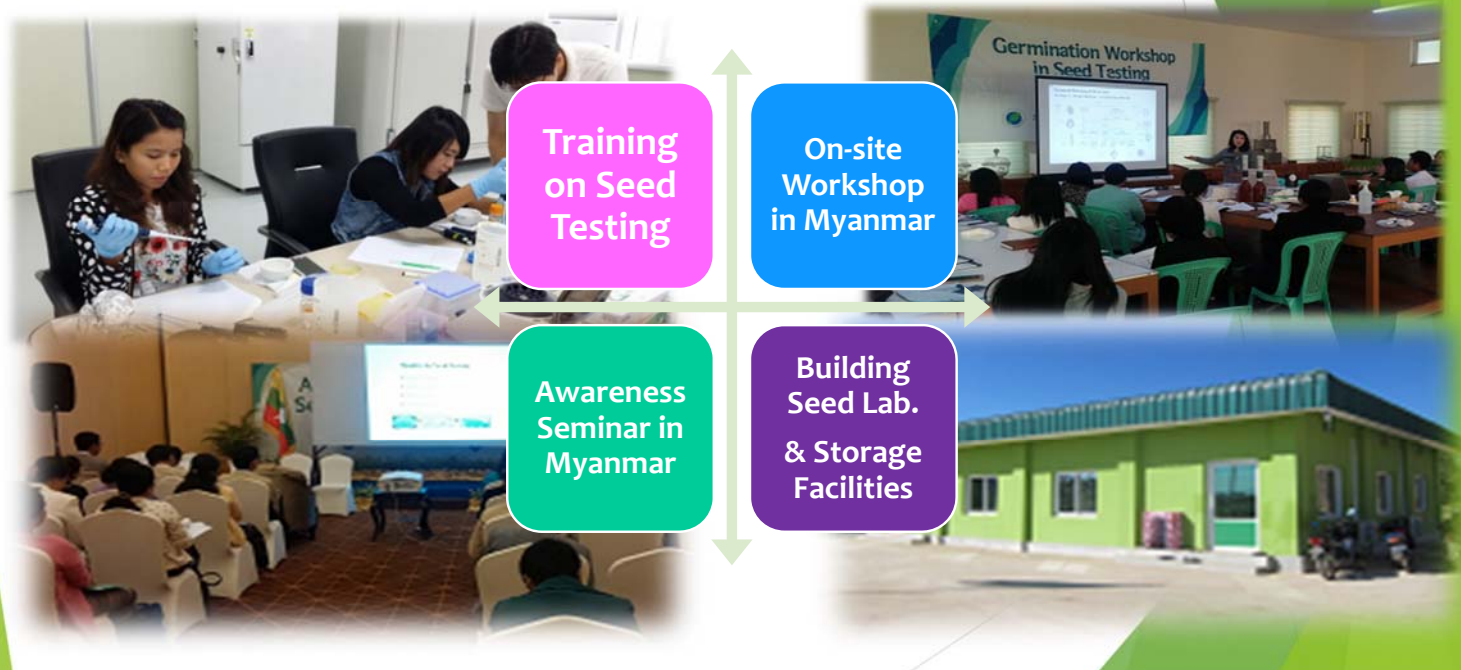 Training
on Seed
Testing
On-site
Workshop
in Myanmar
Germination Workshop
in Seed Testing
Awareness
Seminar in
Myanmar
Building
Seed Lab.
& Storage
Facilities